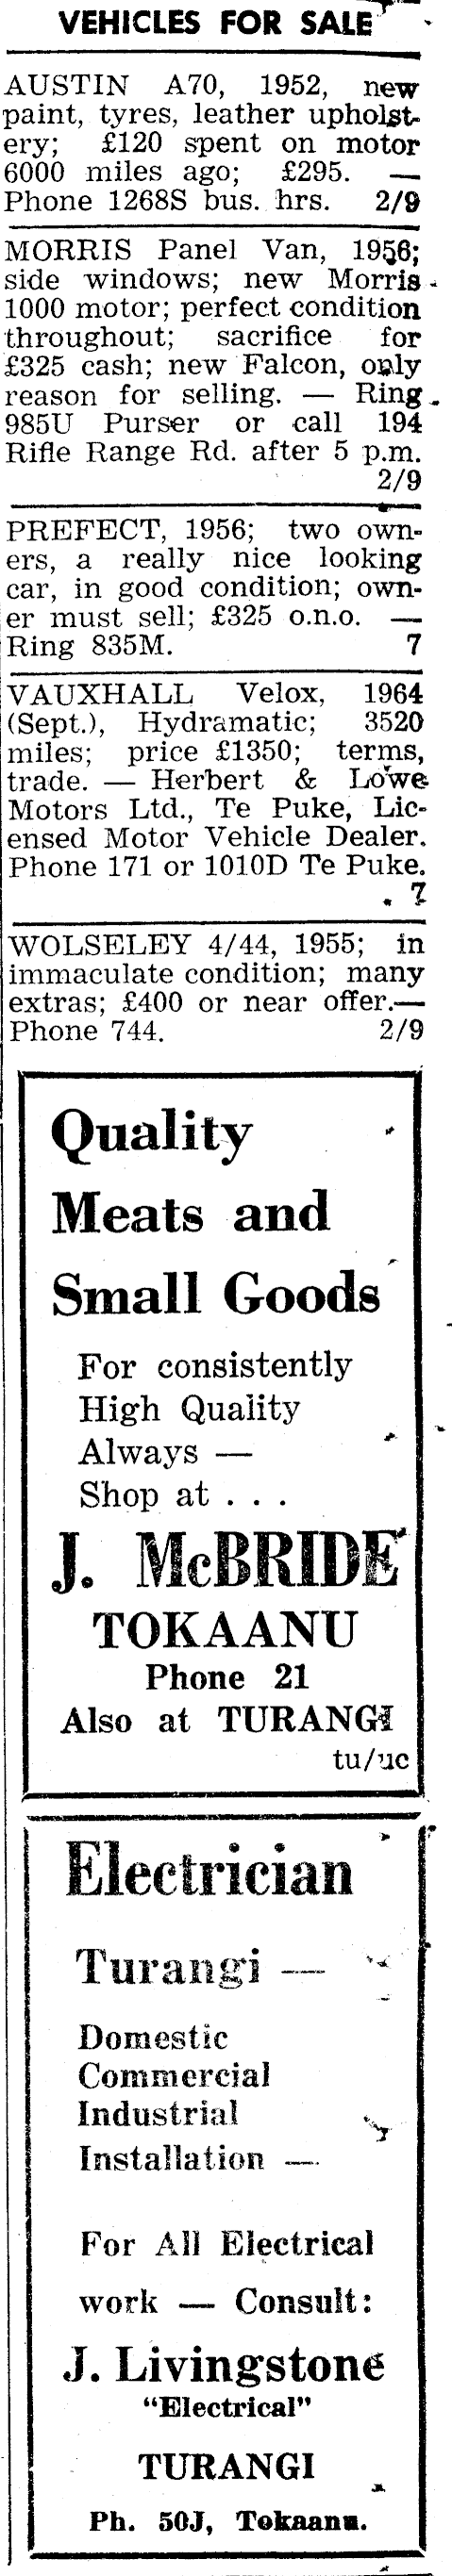 VEHICLES FOR SALE
AUSTIN A70, 1952, new
paint, tyres, leather upholst-
ery; £120 spent on motor
6000 miles ago; £295. —
Phone 1268S bus. hrs. 2/9
MORRIS Panel Van, 1956;
side windows; new Morris
1000 motor; perfect condition
throughout; sacrifice for
£325 cash; new Falcon, only
reason for selling. — Ring
985U Purser or call 194
Rifle Range Rd. after 5 p.m.
2/9
PREFECT, 1956; two own-
ers, a really nice looking
car, in good condition; own-
er must sell; £325 o.n.o. —
Ring 835M. 7
VAUXHALL Velox, 1964
(Sept.), Hydramatic; 3520
miles; price £1350; terms,
trade. — Herbert & Lowe
Motors Ltd., Te Puke, Lic-
ensed Motor Vehicle Dealer.
Phone 171 or 1010D Te Puke.
7
WOLSELEY 4/44, 1955; in
immaculate condition; many
extras; £400 or near offer.—
Phone 744. 2/9
Quality
Meats and
Small Goods
For consistently
High Quality
Always —
Shop at . . .
J. McBRIDE
TOKAANU
Phone 21
Also at TURANGI
tu/uc
Electrician
Turangi —
Domestic
Commercial
Industrial
Installation —
For All Electrical
work — Consult:
J. Livingstone
"Electrical"
TURANGI
Ph. 50J, Tokaanu.